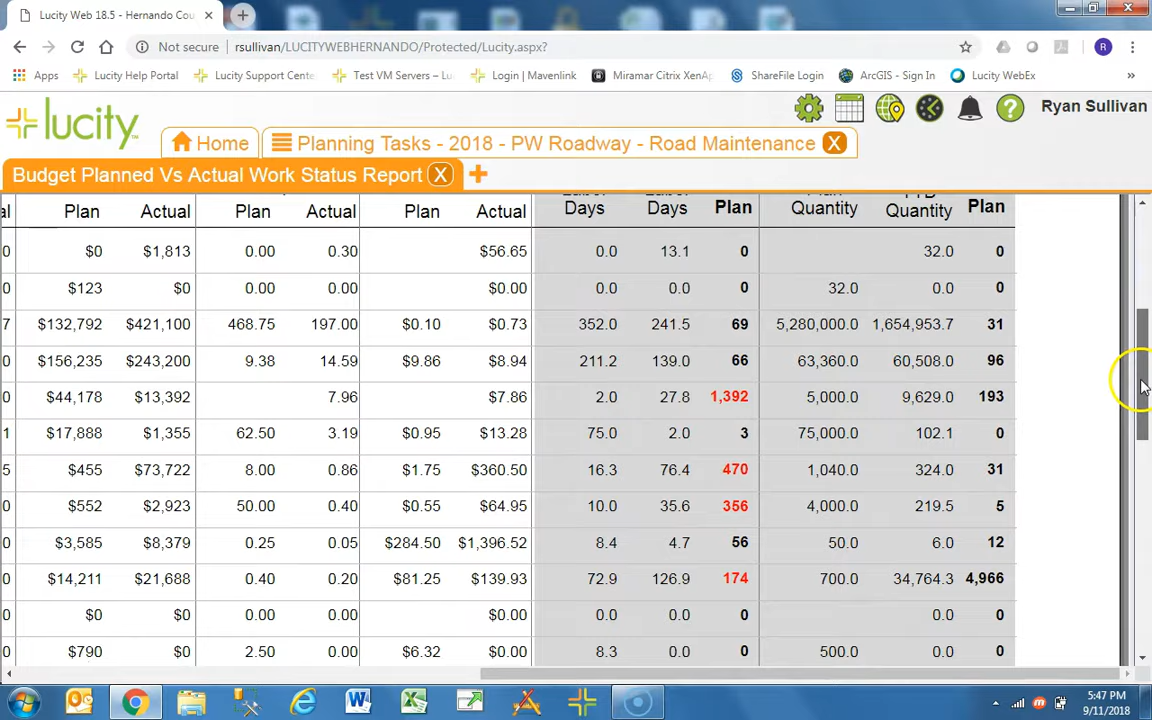 Lucity Web 18.5 - Hernando Cou
Not secure rsullivan/LUCITYWEBHERNANDO/Protected/Lucity.aspx?
R
Apps Lucity Help Portal Lucity Support Cente Test VM Servers – Lu Login | Mavenlink Miramar Citrix XenAp ShareFile Login ArcGIS - Sign In Lucity WebEx »
lucity Ryan Sullivan
Home Planning Tasks - 2018 - PW Roadway - Road Maintenance X
Budget Planned Vs Actual Work Status Report X
al Plan Actual Plan Actual Plan Actual Days Days Plan Quantity Quantity Plan
0 $0 $1,813 0.00 0.30 $56.65 0.0 13.1 0 32.0 0
0 $123 $0 0.00 0.00 $0.00 0.0 0.0 0 32.0 0.0 0
7 $132,792 $421,100 468.75 197.00 $0.10 $0.73 352.0 241.5 69 5,280,000.0 1,654,953.7 31
0 $156,235 $243,200 9.38 14.59 $9.86 $8.94 211.2 139.0 66 63,360.0 60,508.0 96
0 $44,178 $13,392 7.96 $7.86 2.0 27.8 1,392 5,000.0 9,629.0 193
1 $17,888 $1,355 62.50 3.19 $0.95 $13.28 75.0 2.0 3 75,000.0 102.1 0
5 $455 $73,722 8.00 0.86 $1.75 $360.50 16.3 76.4 470 1,040.0 324.0 31
0 $552 $2,923 50.00 0.40 $0.55 $64.95 10.0 35.6 356 4,000.0 219.5 5
0 $3,585 $8,379 0.25 0.05 $284.50 $1,396.52 8.4 4.7 56 50.0 6.0 12
0 $14,211 $21,688 0.40 0.20 $81.25 $139.93 72.9 126.9 174 700.0 34,764.3 4,966
0 $0 $0 0.00 0.00 $0.00 0.0 0.0 0 0.0 0
0 $790 $0 2.50 0.00 $6.32 $0.00 8.3 0.0 0 500.0 0.0 0
5:47 PM
9/11/2018